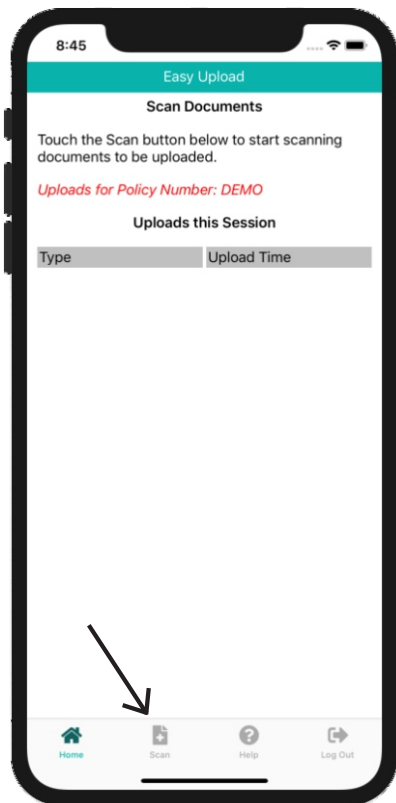 8:45
Easy Upload
Scan Documents
Touch the Scan button below to start scanning
documents to be uploaded.
Uploads for Policy Number: DEMO
Uploads this Session
Type Upload Time
Home Scan Help Log Out